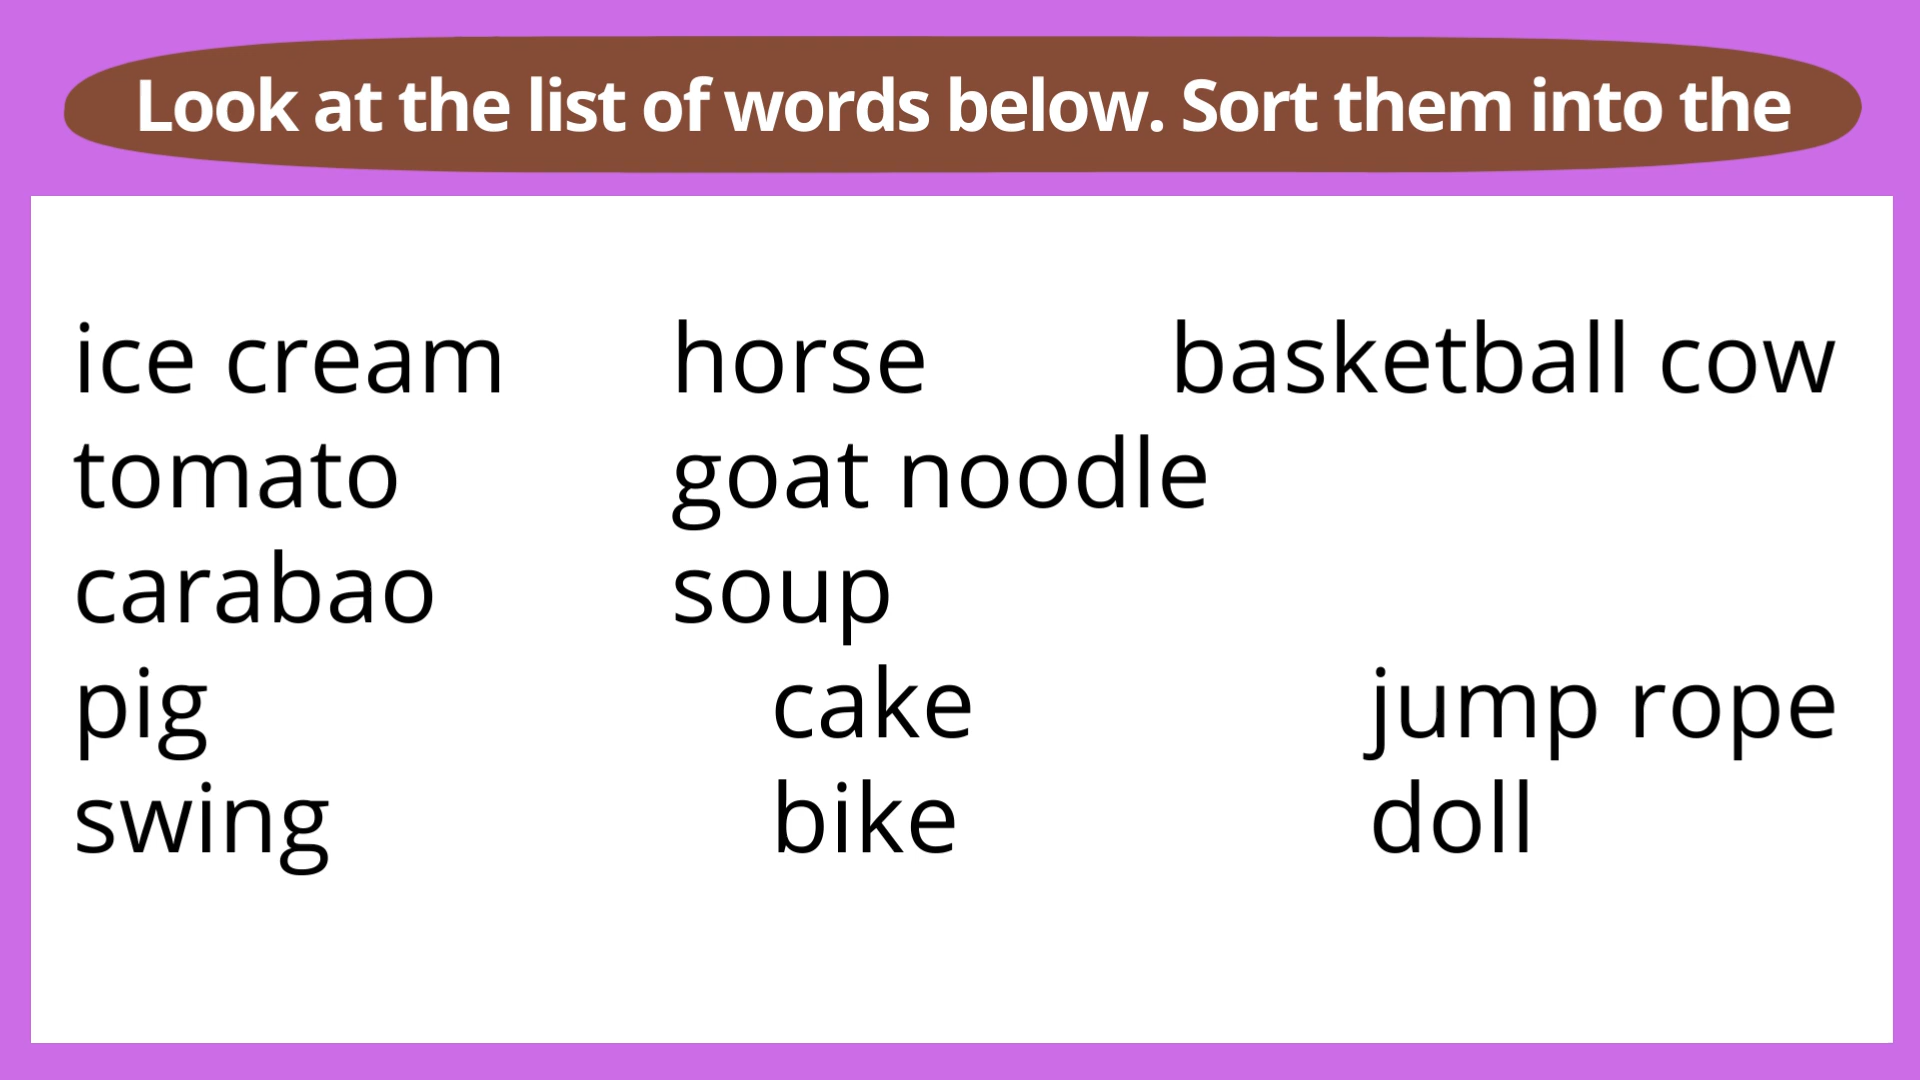 Look at the list of words below. Sort them into the
ice cream horse basketball cow
tomato goat noodle
carabao soup
pig cake jump rope
swing bike doll